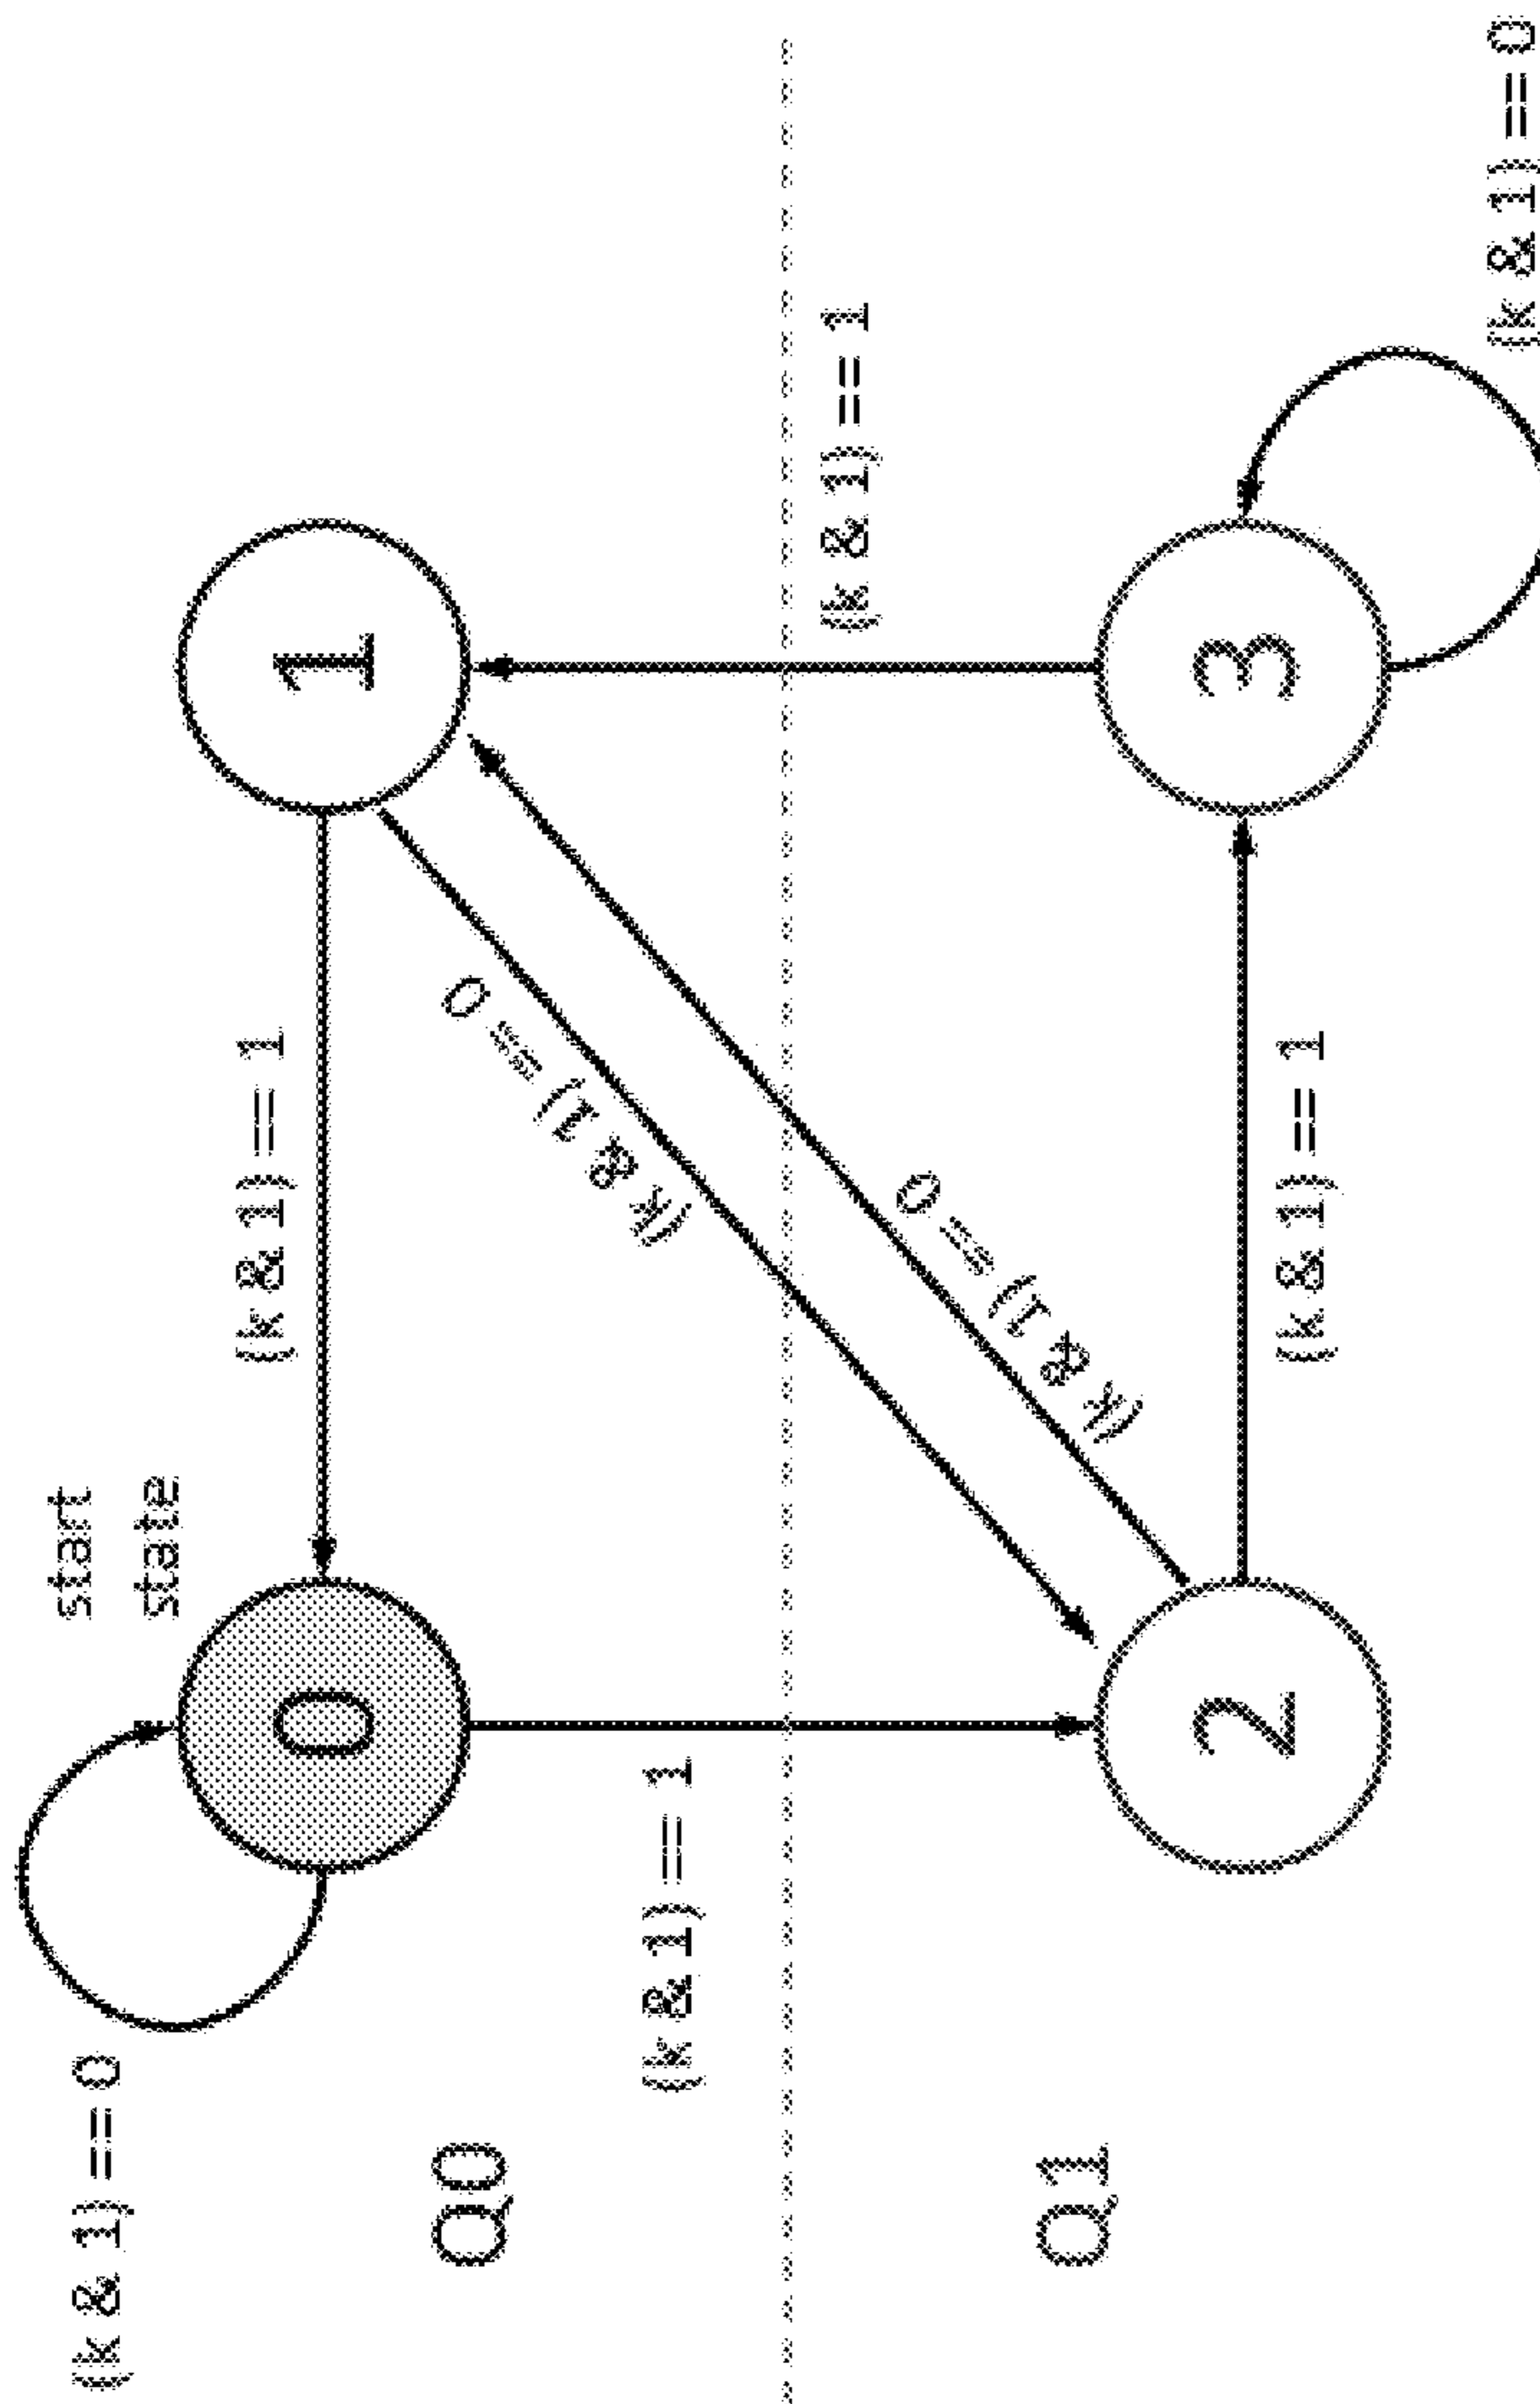 start
state
(k & 1) == 0
0
(k & 1) == 1
1
Q0
(k & 1) == 1
(k & 1) == 0
(k & 1) == 1
(k & 1) == 0
Q1
2
(k & 1) == 1
3
(k & 1) == 0